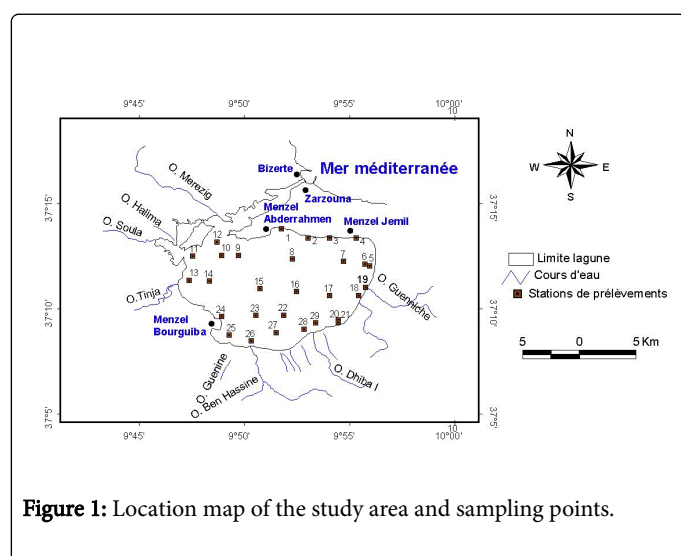 9°45'
9°50'
9°55'
10°00'
10
O. Merezig
Bizerte
Mer méditerranée
Zarzouna
37°15'
37°15'
O. Halima
Menzel
Abderrahmen
Menzel Jemil
O. Soula
12
1
2
3
4
11
10
9
8
7
6
5
13
14
15
16
17
18
19
O. Guenniche
O.Tinja
37°10'
37°10'
24
23
22
20
21
Menzel
Bourguiba
25
26
27
28
29
O. Guenine
O. Ben Hassine
O. Dhiba I
37°5'
37°5'
9°45'
9°50'
9°55'
10°00'
10
N
W
E
S
Limite lagune
Cours d'eau
Stations de prélèvements
5
0
5 Km
Figure 1: Location map of the study area and sampling points.